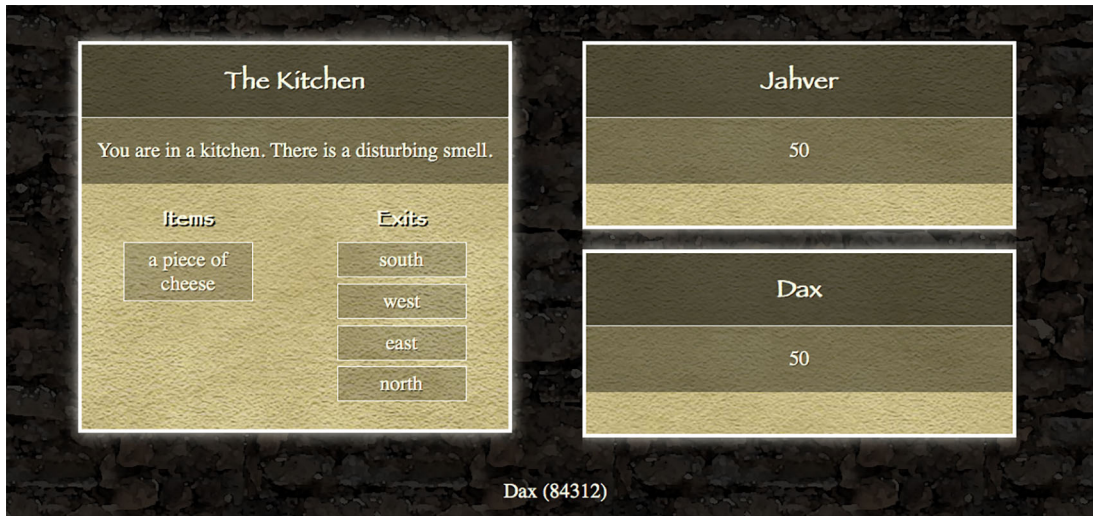 The Kitchen
You are in a kitchen. There is a disturbing smell.
Items
a piece of
cheese
Exits
south
west
east
north
Jahver
50
Dax
50
Dax (84312)